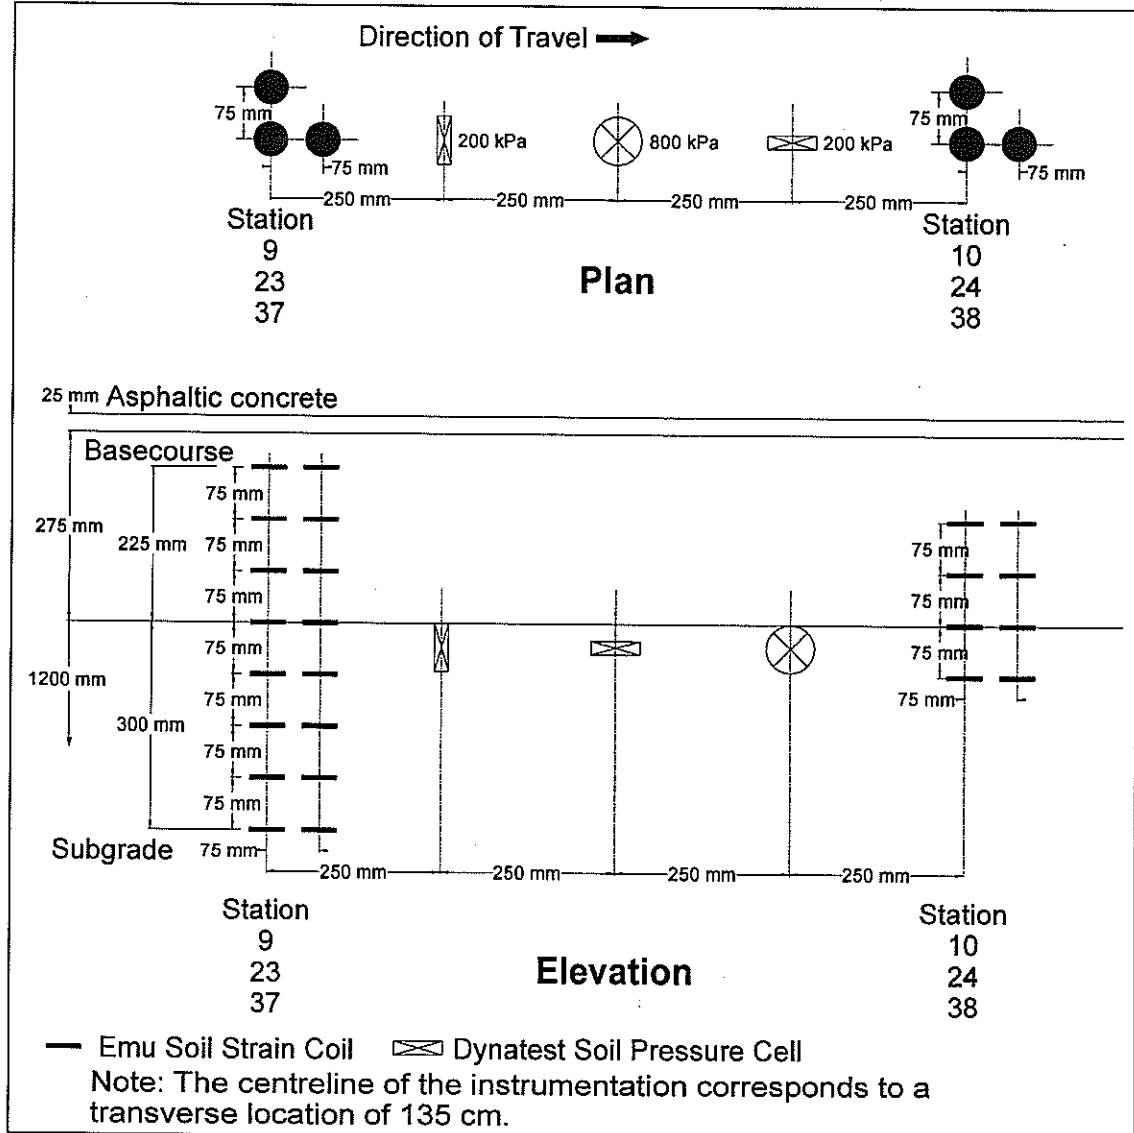 Direction of Travel
75 mm
200 kPa
800 kPa
200 kPa
75 mm
75 mm
75 mm
250 mm
250 mm
250 mm
250 mm
Station
9
23
37
Station
10
24
38
Plan
25 mm Asphaltic concrete
Basecourse
275 mm
225 mm
75 mm
75 mm
75 mm
75 mm
75 mm
75 mm
75 mm
1200 mm
300 mm
75 mm
75 mm
75 mm
75 mm
Subgrade
75 mm
250 mm
250 mm
250 mm
250 mm
Station
9
23
37
Station
10
24
38
Elevation
Emu Soil Strain Coil
Dynatest Soil Pressure Cell
Note: The centreline of the instrumentation corresponds to a
transverse location of 135 cm.